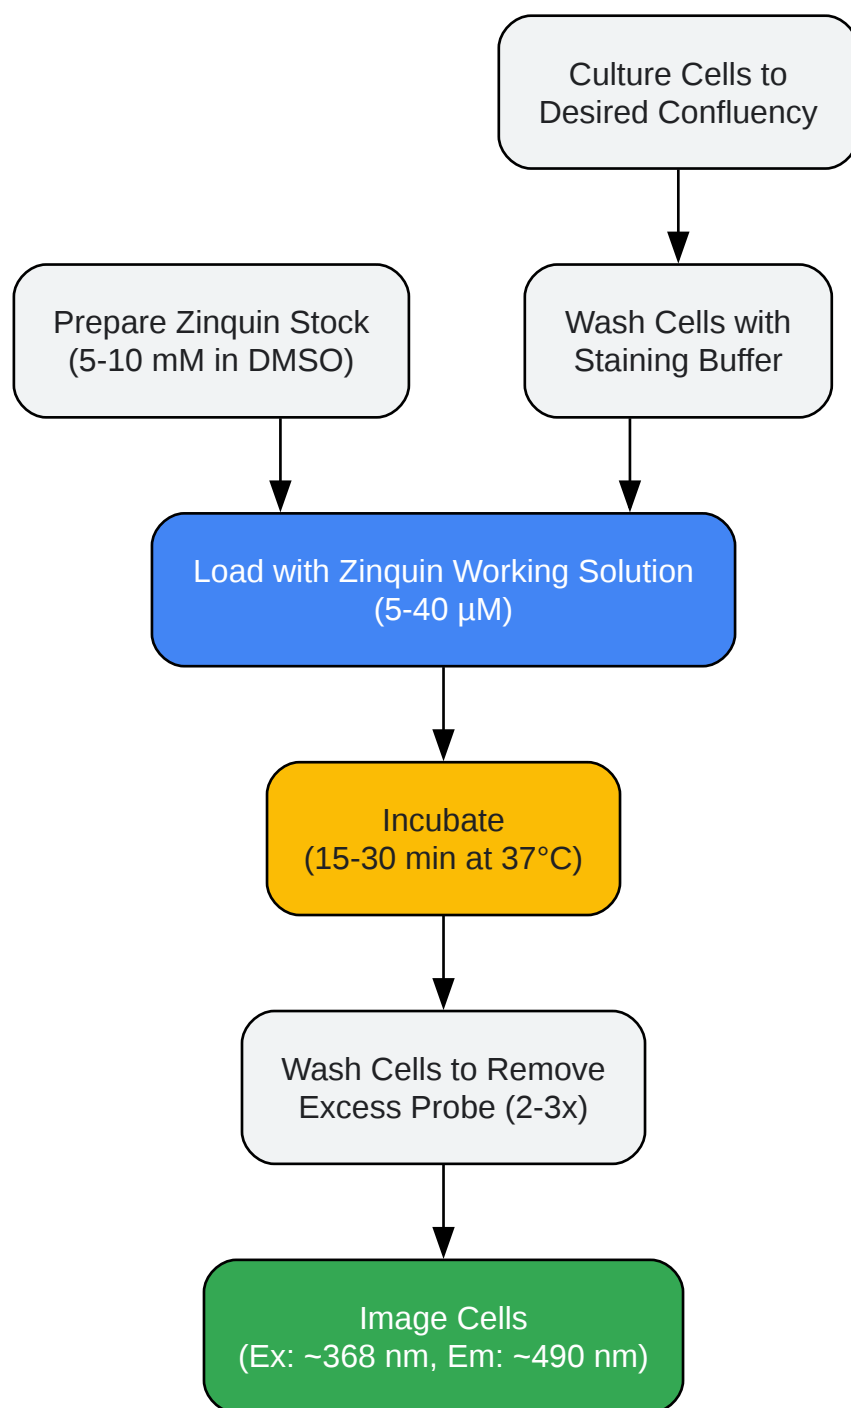 Culture Cells to
Desired Confluency
Prepare Zinquin Stock
(5-10 mM in DMSO)
Wash Cells with
Staining Buffer
Load with Zinquin Working Solution
(5-40 µM)
Incubate
(15-30 min at 37°C)
Wash Cells to Remove
Excess Probe (2-3x)
Image Cells
(Ex: ~368 nm, Em: ~490 nm)